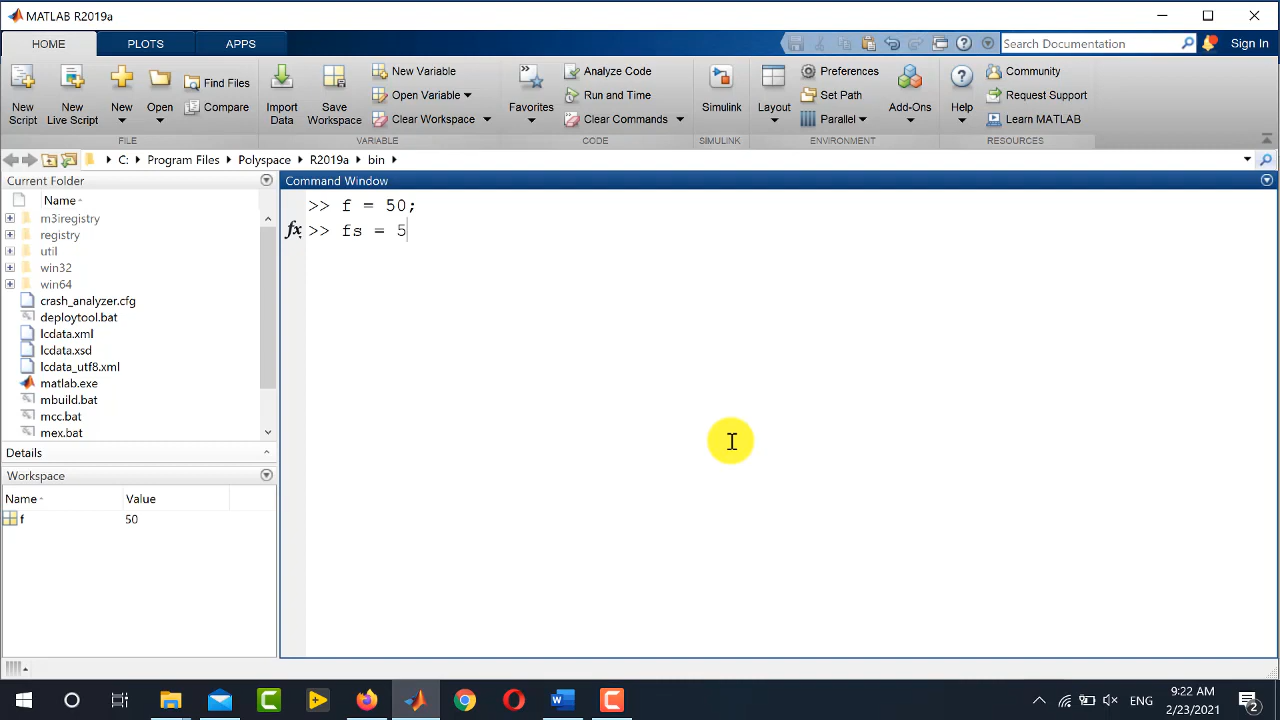 MATLAB R2019a
HOME
PLOTS
APPS
Search Documentation
Sign In
New Script
New Live Script
New
Open
Find Files
Compare
Import Data
Save Workspace
New Variable
Open Variable
Clear Workspace
Favorites
Analyze Code
Run and Time
Clear Commands
Simulink
Layout
Preferences
Set Path
Parallel
Add-Ons
Help
Community
Request Support
Learn MATLAB
FILE
VARIABLE
CODE
SIMULINK
ENVIRONMENT
RESOURCES
C: Program Files Polyspace R2019a bin
Current Folder
Name
m3iregistry
registry
util
win32
win64
crash_analyzer.cfg
deploytool.bat
lcdata.xml
lcdata.xsd
lcdata_utf8.xml
matlab.exe
mbuild.bat
mcc.bat
mex.bat
Details
Workspace
Name Value
f 50
Command Window
>> f = 50;
fx >> fs = 5
ENG
9:22 AM
2/23/2021
2